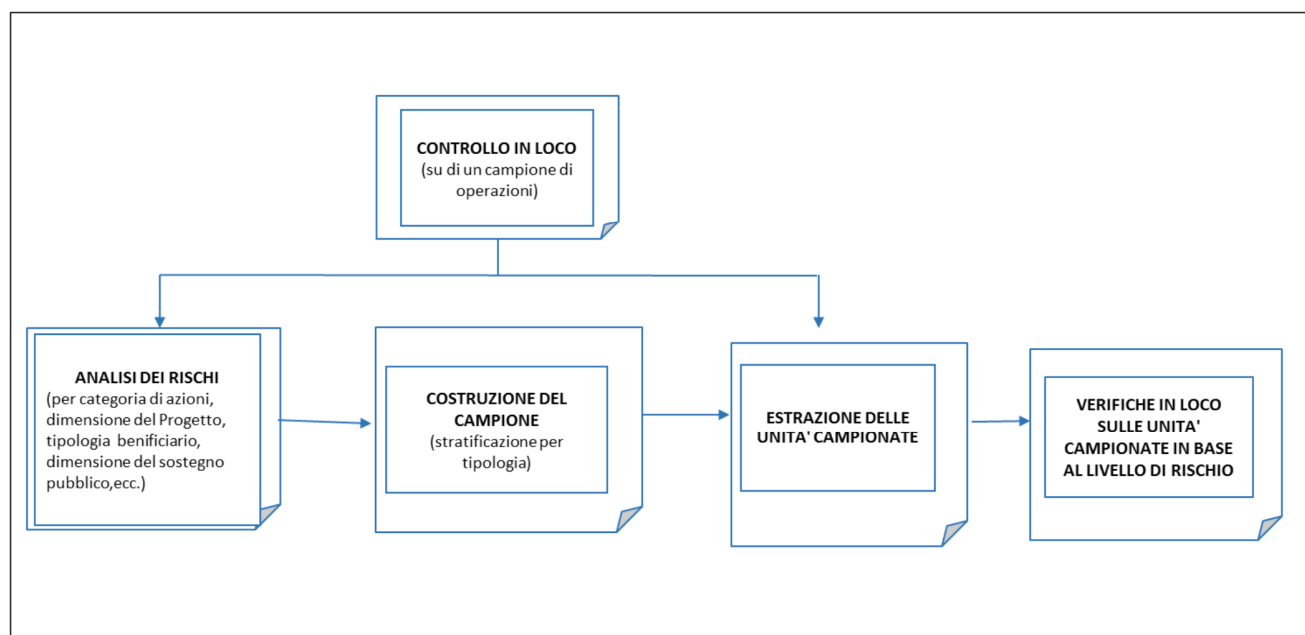 CONTROLLO IN LOCO
(su di un campione di
operazioni)
ANALISI DEI RISCHI
(per categoria di azioni,
dimensione del Progetto,
tipologia benificiario,
dimensione del sostegno
pubblico,ecc.)
COSTRUZIONE DEL
CAMPIONE
(stratificazione per
tipologia)
ESTRAZIONE DELLE
UNITA' CAMPIONATE
VERIFICHE IN LOCO
SULLE UNITA'
CAMPIONATE IN BASE
AL LIVELLO DI RISCHIO